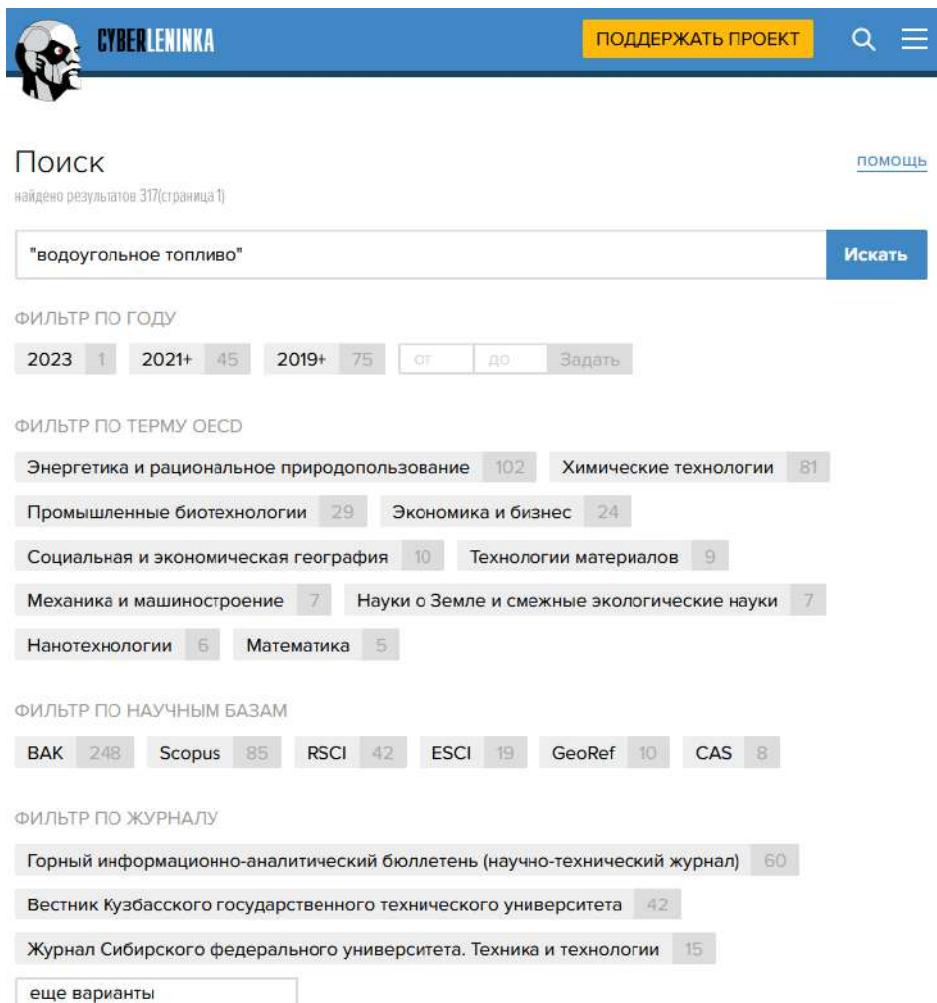 CYBERLENINKA ПОДДЕРЖАТЬ ПРОЕКТ
Поиск помощь
найдено результатов 317(страница 1)
"водоугольное топливо" Искать
ФИЛЬТР ПО ГОДУ
2023 1 2021+ 45 2019+ 75 от до Задать
ФИЛЬТР ПО ТЕРМУ OECD
Энергетика и рациональное природопользование 102 Химические технологии 81
Промышленные биотехнологии 29 Экономика и бизнес 24
Социальная и экономическая география 10 Технологии материалов 9
Механика и машиностроение 7 Науки о Земле и смежные экологические науки 7
Нанотехнологии 6 Математика 5
ФИЛЬТР ПО НАУЧНЫМ БАЗАМ
ВАК 248 Scopus 85 RSCI 42 ESCI 19 GeoRef 10 CAS 8
ФИЛЬТР ПО ЖУРНАЛУ
Горный информационно-аналитический бюллетень (научно-технический журнал) 60
Вестник Кузбасского государственного технического университета 42
Журнал Сибирского федерального университета. Техника и технологии 15
еще варианты